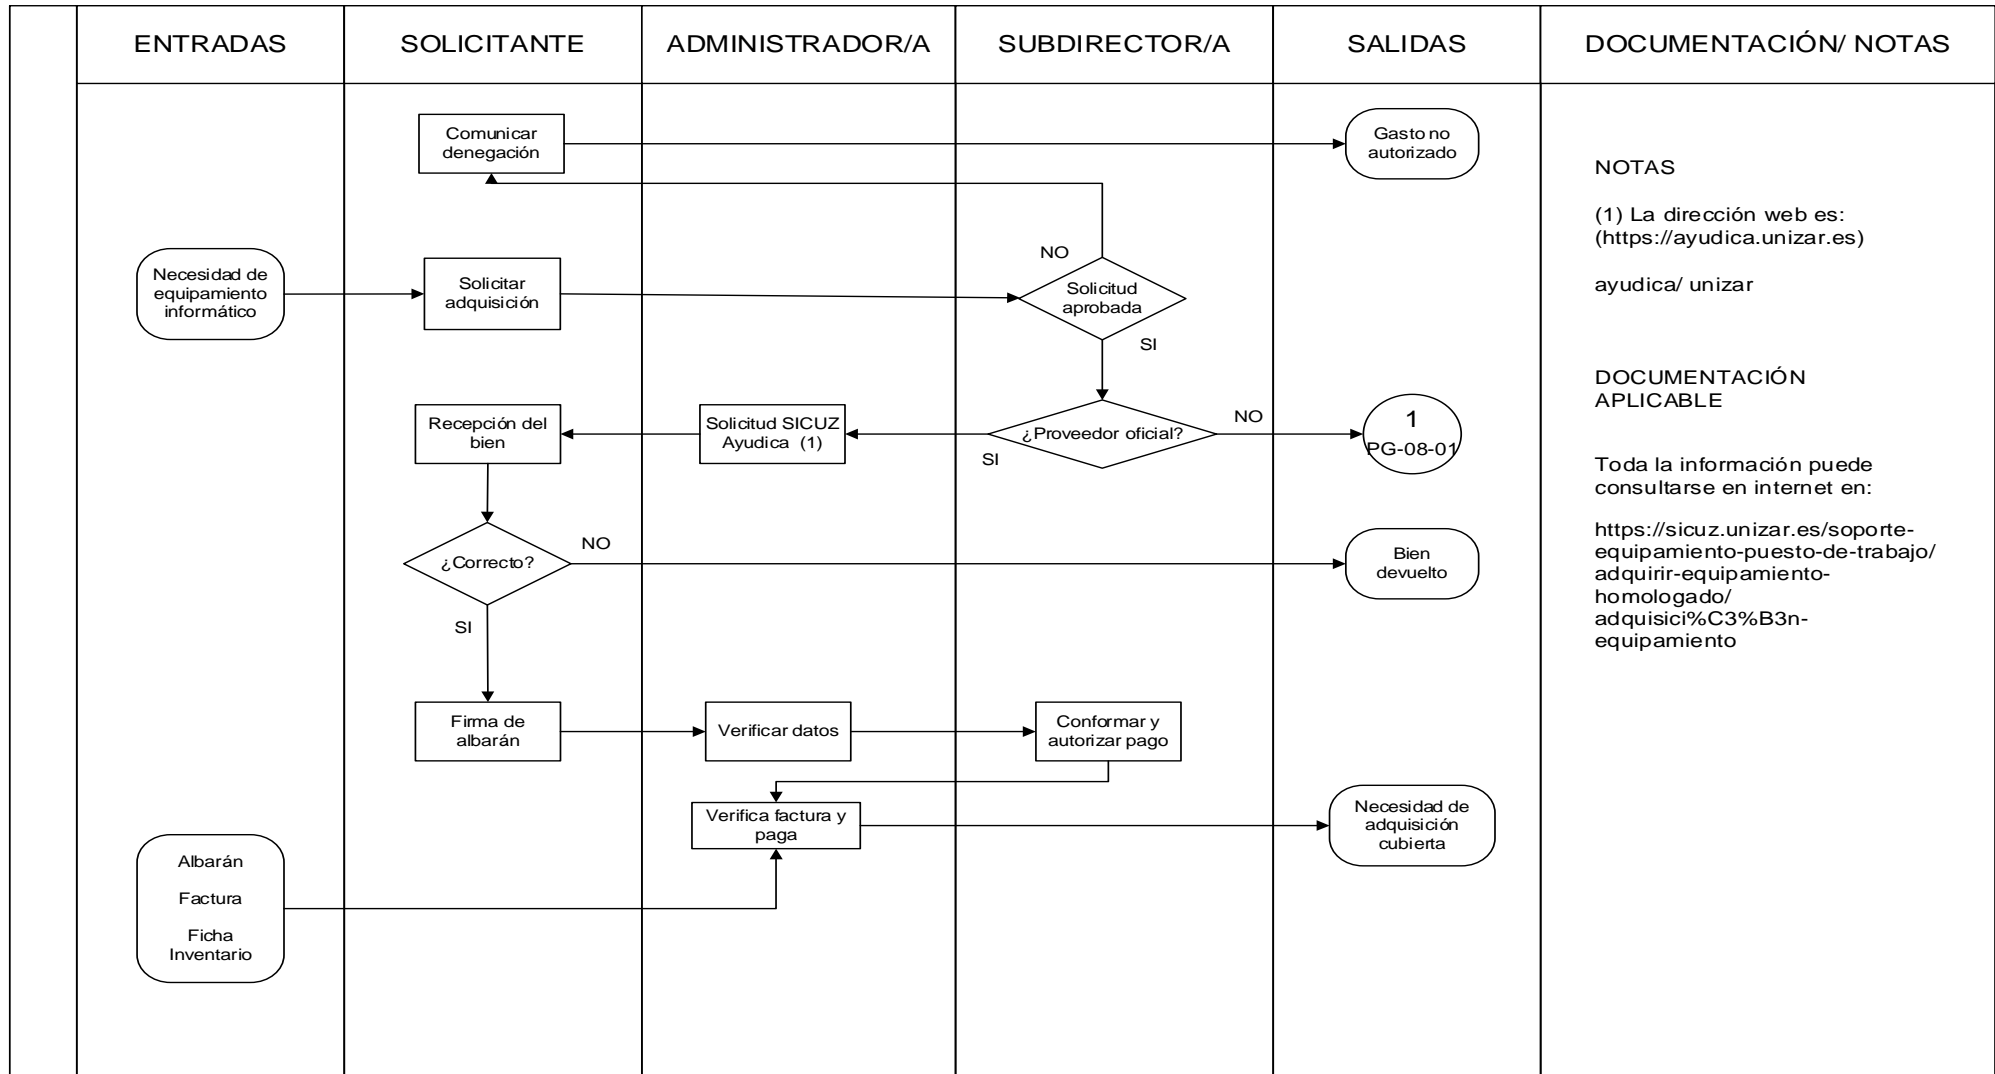 ENTRADAS
SOLICITANTE
ADMINISTRADOR/A
SUBDIRECTOR/A
SALIDAS
DOCUMENTACIÓN/ NOTAS
Comunicar
denegación
Gasto no
autorizado
NO
Necesidad de
equipamiento
informático
Solicitar
adquisición
Solicitud
aprobada
SI
Recepción del
bien
Solicitud SICUZ
Ayudica (1)
¿Proveedor oficial?
SI
NO
1
PG-08-01
¿Correcto?
NO
Bien
devuelto
SI
Firma de
albarán
Verificar datos
Conformar y
autorizar pago
Verifica factura y
paga
Necesidad de
adquisición
cubierta
Albarán
Factura
Ficha
Inventario
NOTAS
(1) La dirección web es:
(https://ayudica.unizar.es)
ayudica/ unizar
DOCUMENTACIÓN
APLICABLE
Toda la información puede
consultarse en internet en:
https://sicuz.unizar.es/soporte-
equipamiento-puesto-de-trabajo/
adquirir-equipamiento-
homologado/
adquisici%C3%B3n-
equipamiento